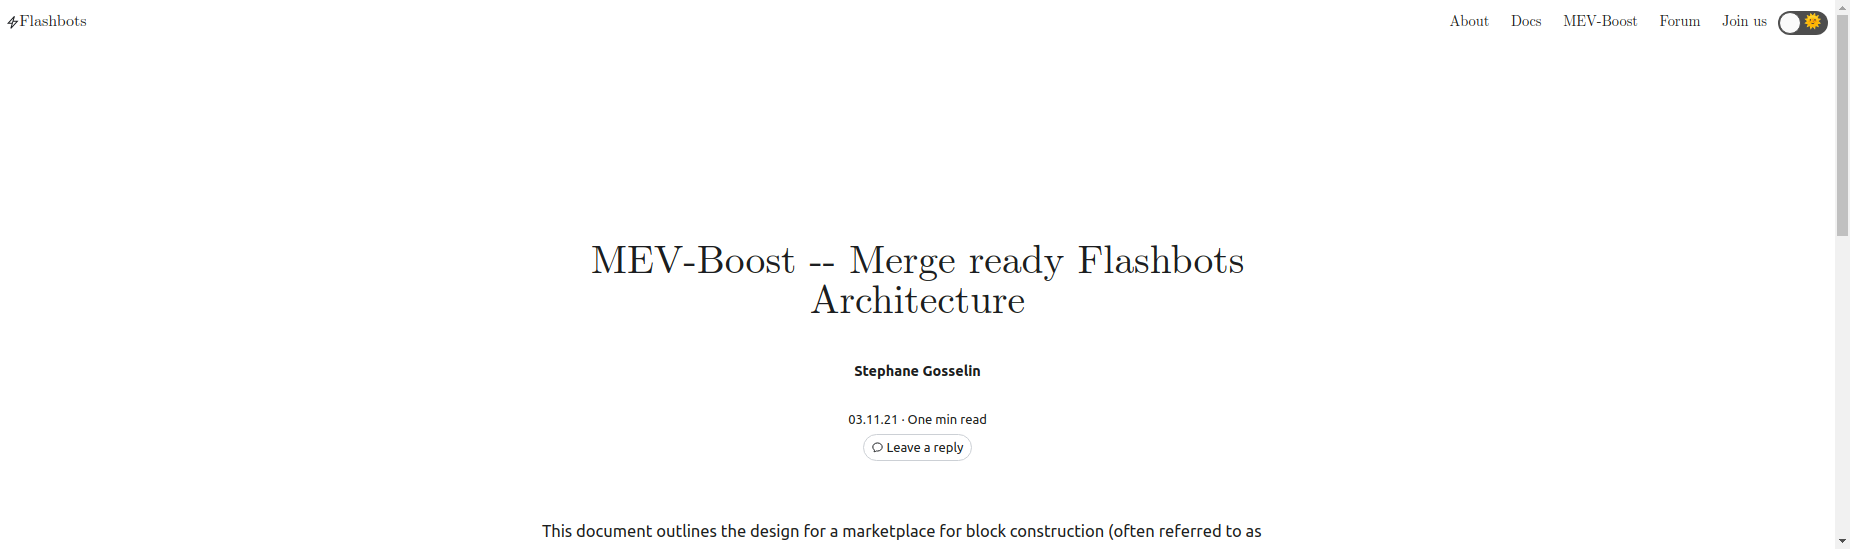 Flashbots
About Docs MEV-Boost Forum Join us
MEV-Boost -- Merge ready Flashbots
Architecture
Stephane Gosselin
03.11.21 · One min read
Leave a reply
This document outlines the design for a marketplace for block construction (often referred to as